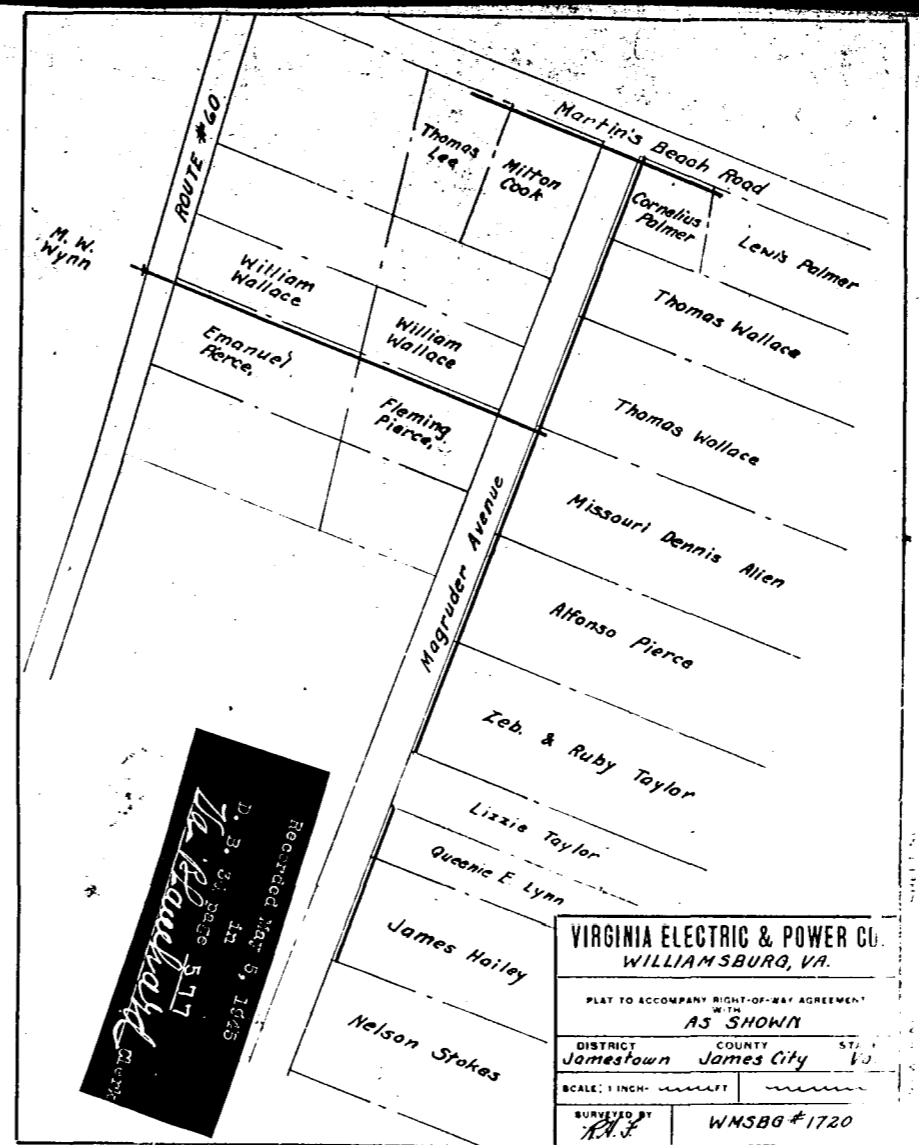 Martin's Beach Road
ROUTE #60
Thomas
Lee
Milton
Cook
Cornelius
Palmer
Lewis Palmer
M. W.
Wynn
William
Wallace
William
Wallace
Thomas Wallace
Emanuel
Pierce,
Fleming
Pierce,
Thomas Wallace
Magruder Avenue
Missouri Dennis Allen
Alfonso Pierce
Zeb. & Ruby Taylor
Lizzie Taylor
Queenie E. Lynn
James Hailey
Nelson Stokes
Recorded May 5, 1945
in
D. B. page 577
Clerk
VIRGINIA ELECTRIC & POWER CO.
WILLIAMSBURG, VA.
PLAT TO ACCOMPANY RIGHT-OF-WAY AGREEMENT
WITH
AS SHOWN
DISTRICT COUNTY
Jamestown James City
SCALE: 1 INCH- FT
SURVEYED BY
R.H.F.
WMSBG #1720